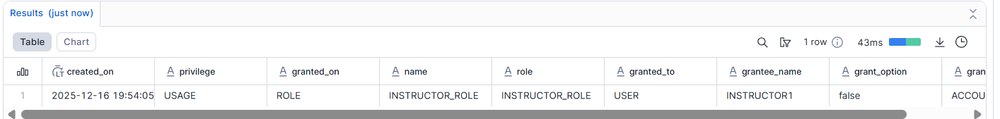 Results (just now)
Table Chart 1 row 43ms
created_on privilege granted_on name role granted_to grantee_name grant_option gran
1 2025-12-16 19:54:05 USAGE ROLE INSTRUCTOR_ROLE INSTRUCTOR_ROLE USER INSTRUCTOR1 false ACCOU